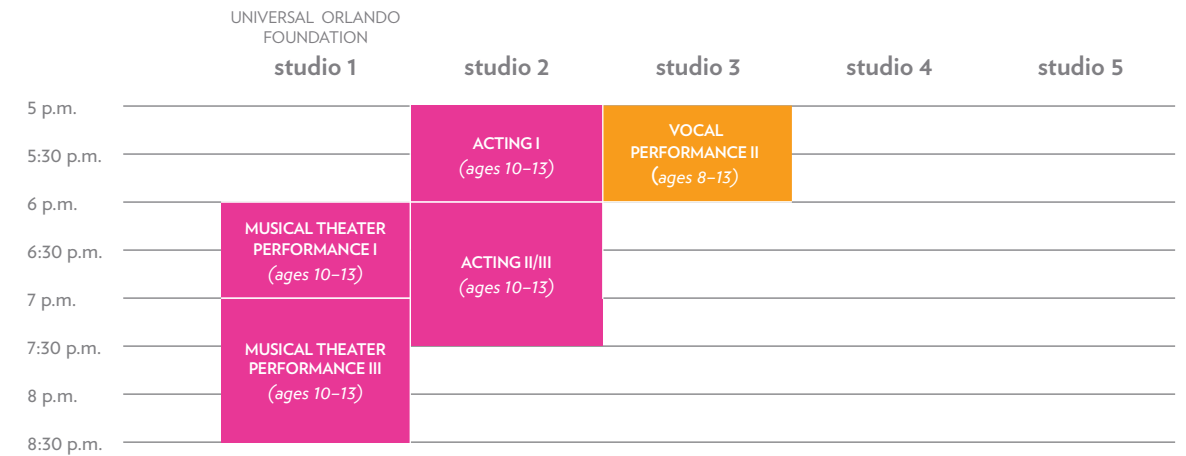 UNIVERSAL ORLANDO
FOUNDATION
studio 1
studio 2
studio 3
studio 4
studio 5
5 p.m.
5:30 p.m.
6 p.m.
6:30 p.m.
7 p.m.
7:30 p.m.
8 p.m.
8:30 p.m.
ACTING I
(ages 10–13)
VOCAL
PERFORMANCE II
(ages 8–13)
MUSICAL THEATER
PERFORMANCE I
(ages 10–13)
ACTING II/III
(ages 10–13)
MUSICAL THEATER
PERFORMANCE III
(ages 10–13)